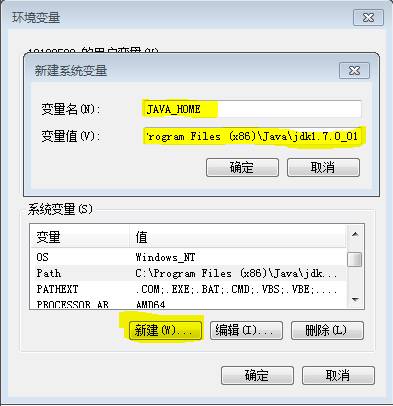 环境变量
的用户变量(U)
新建系统变量
变量名(N):
JAVA_HOME
变量值(V):
rogram Files (x86)\Java\jdk1.7.0_01
确定
取消
系统变量(S)
变量
值
OS
Windows_NT
Path
C:\Program Files (x86)\Java\jdk...
PATHEXT
.COM;.EXE;.BAT;.CMD;.VBS;.VBE;....
PROCESSOR_AR
AMD64
新建(W)...
编辑(I)...
删除(L)
确定
取消